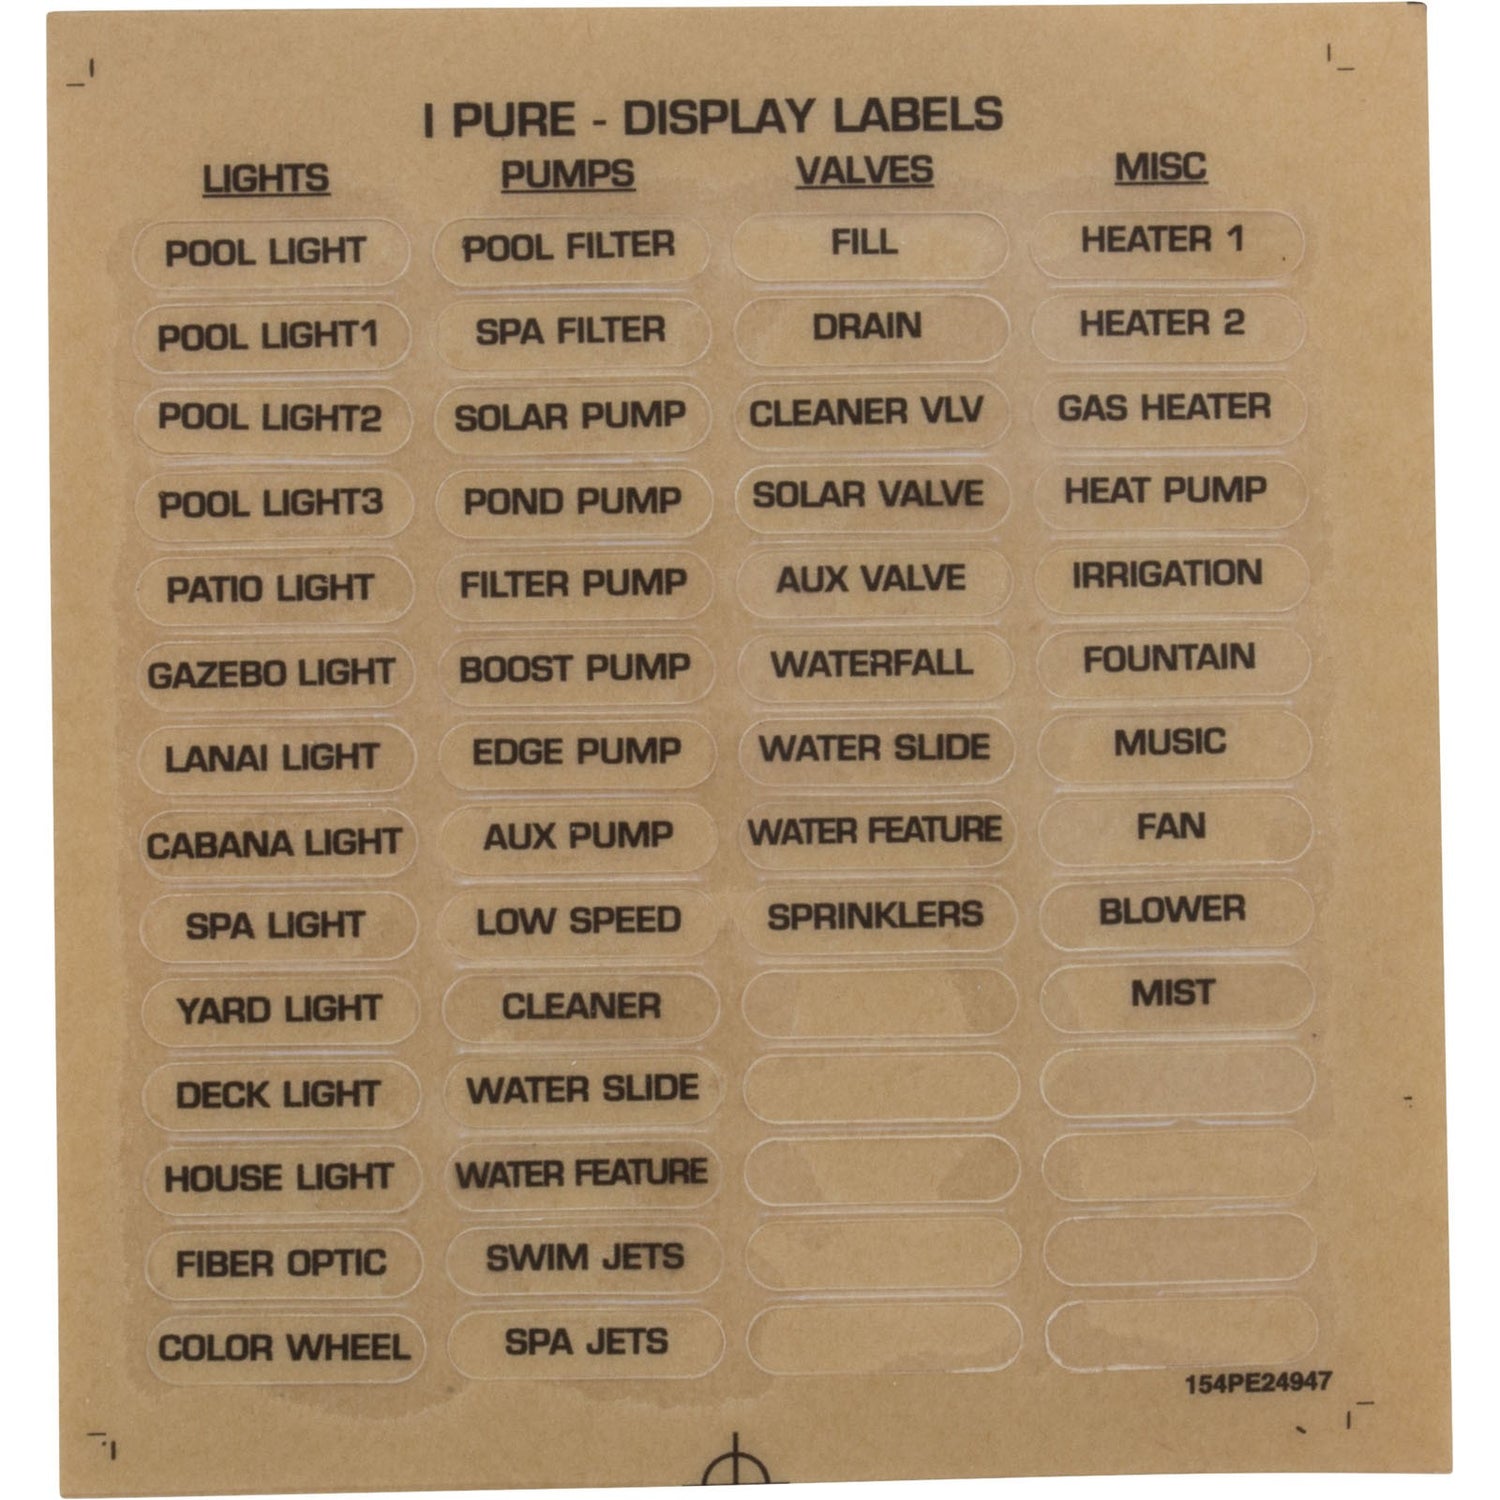 I PURE - DISPLAY LABELS
LIGHTS PUMPS VALVES MISC
POOL LIGHT POOL FILTER FILL HEATER 1
POOL LIGHT1 SPA FILTER DRAIN HEATER 2
POOL LIGHT2 SOLAR PUMP CLEANER VLV GAS HEATER
POOL LIGHT3 POND PUMP SOLAR VALVE HEAT PUMP
PATIO LIGHT FILTER PUMP AUX VALVE IRRIGATION
GAZEBO LIGHT BOOST PUMP WATERFALL FOUNTAIN
LANAI LIGHT EDGE PUMP WATER SLIDE MUSIC
CABANA LIGHT AUX PUMP WATER FEATURE FAN
SPA LIGHT LOW SPEED SPRINKLERS BLOWER
YARD LIGHT CLEANER MIST
DECK LIGHT WATER SLIDE
HOUSE LIGHT WATER FEATURE
FIBER OPTIC SWIM JETS
COLOR WHEEL SPA JETS
154PE24947